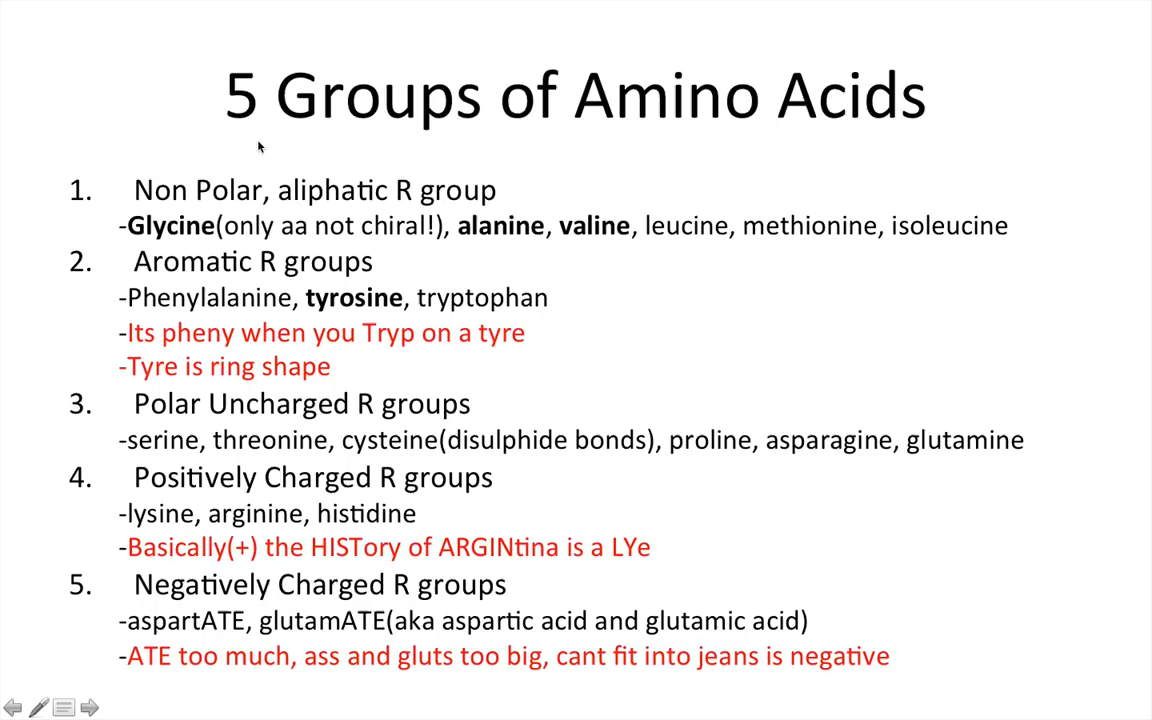 5 Groups of Amino Acids
1. Non Polar, aliphatic R group
-Glycine(only aa not chiral!), alanine, valine, leucine, methionine, isoleucine
2. Aromatic R groups
-Phenylalanine, tyrosine, tryptophan
-Its pheny when you Tryp on a tyre
-Tyre is ring shape
3. Polar Uncharged R groups
-serine, threonine, cysteine(disulphide bonds), proline, asparagine, glutamine
4. Positively Charged R groups
-lysine, arginine, histidine
-Basically(+) the HISTory of ARGINtina is a LYe
5. Negatively Charged R groups
-aspartATE, glutamATE(aka aspartic acid and glutamic acid)
-ATE too much, ass and gluts too big, cant fit into jeans is negative